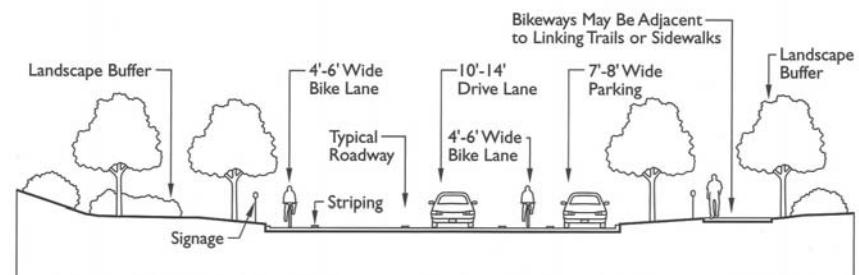 Bikeways May Be Adjacent
to Linking Trails or Sidewalks
Landscape
Buffer
Landscape Buffer
4'-6' Wide
Bike Lane
10'-14'
Drive Lane
7'-8' Wide
Parking
Typical
Roadway
4'-6' Wide
Bike Lane
Striping
Signage